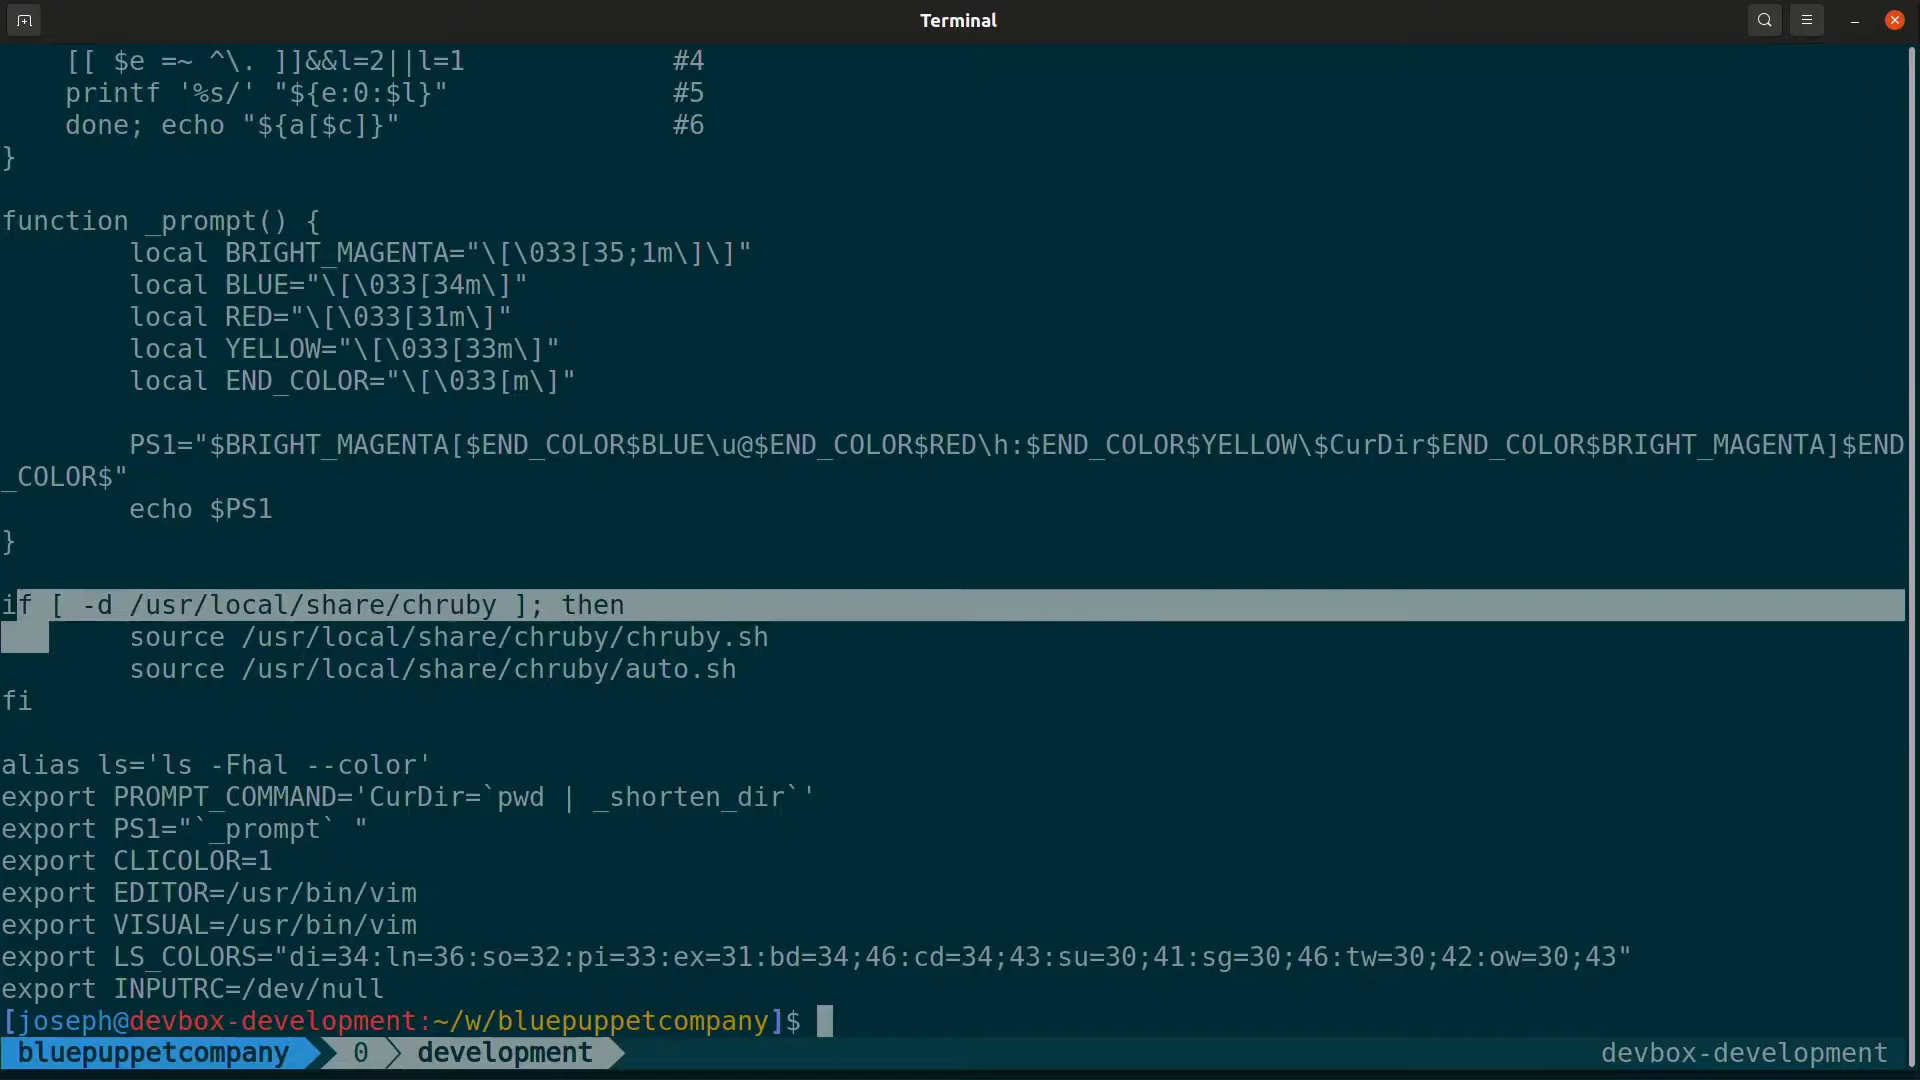 Terminal
[[ $e =~ ^\. ]]&&l=2||l=1 #4
printf '%s/' "${e:0:$l}" #5
done; echo "${a[$c]}" #6
}
function _prompt() {
local BRIGHT_MAGENTA="\[\033[35;1m\]\]"
local BLUE="\[\033[34m\]"
local RED="\[\033[31m\]"
local YELLOW="\[\033[33m\]"
local END_COLOR="\[\033[m\]"
PS1="$BRIGHT_MAGENTA[$END_COLOR$BLUE\u@$END_COLOR$RED\h:$END_COLOR$YELLOW\$CurDir$END_COLOR$BRIGHT_MAGENTA]$END
_COLOR$"
echo $PS1
}
if [ -d /usr/local/share/chruby ]; then
source /usr/local/share/chruby/chruby.sh
source /usr/local/share/chruby/auto.sh
fi
alias ls='ls -Fhal --color'
export PROMPT_COMMAND='CurDir=`pwd | _shorten_dir`'
export PS1="`_prompt` "
export CLICOLOR=1
export EDITOR=/usr/bin/vim
export VISUAL=/usr/bin/vim
export LS_COLORS="di=34:ln=36:so=32:pi=33:ex=31:bd=34;46:cd=34;43:su=30;41:sg=30;46:tw=30;42:ow=30;43"
export INPUTRC=/dev/null
[joseph@devbox-development:~/w/bluepuppetcompany]$
bluepuppetcompany 0 development devbox-development